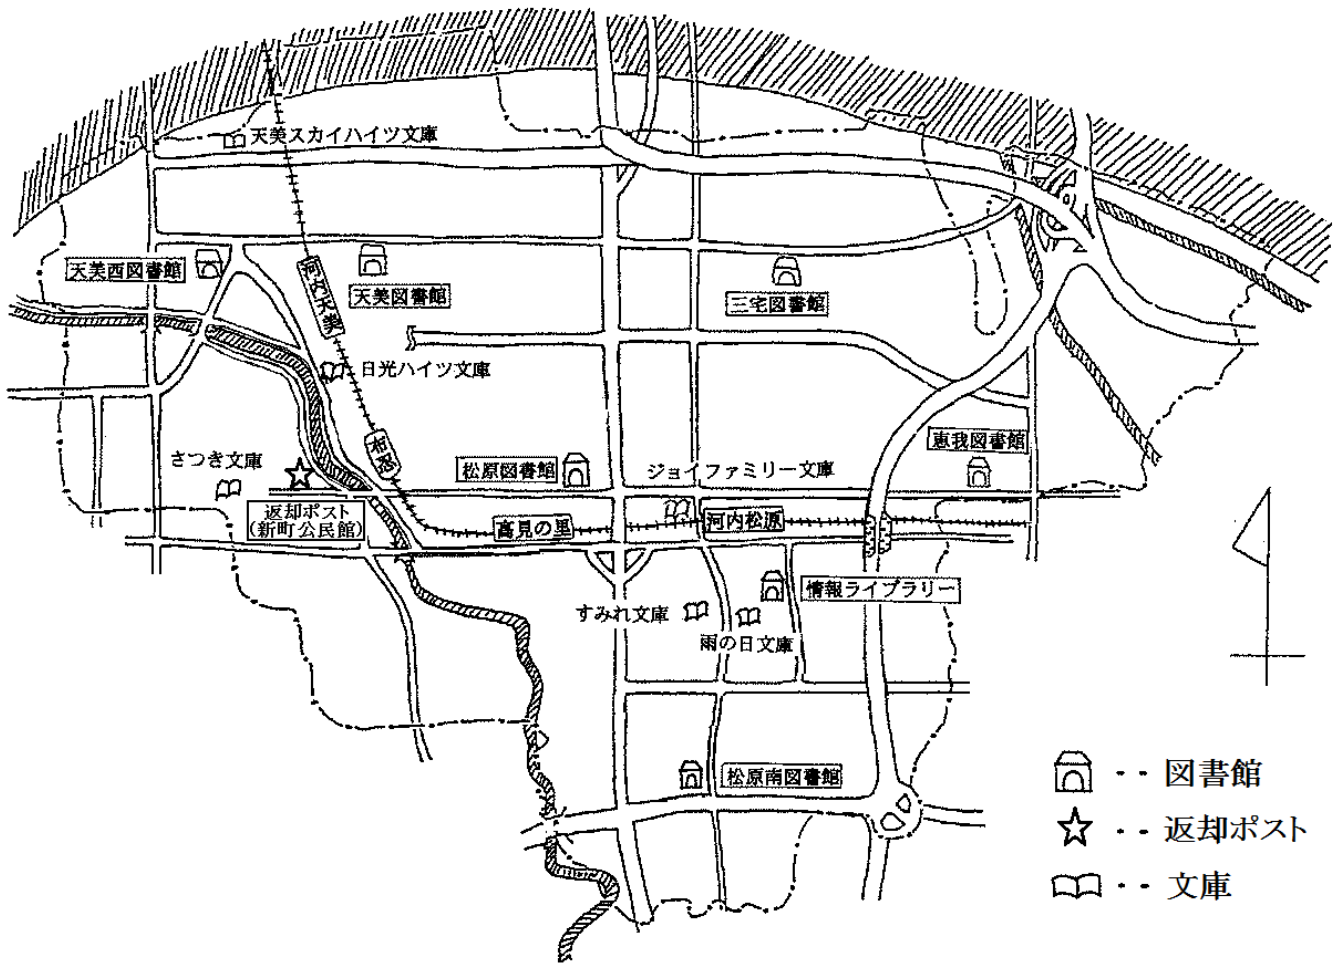 天美スカイハイツ文庫
天美西図書館
河内天美
天美図書館
三宅図書館
日光ハイツ文庫
布忍
さつき文庫
松原図書館
ジョイファミリー文庫
恵我図書館
返却ポスト
(新町公民館)
高見の里
河内松原
すみれ文庫
情報ライブラリー
雨の日文庫
松原南図書館
図書館
返却ポスト
文庫